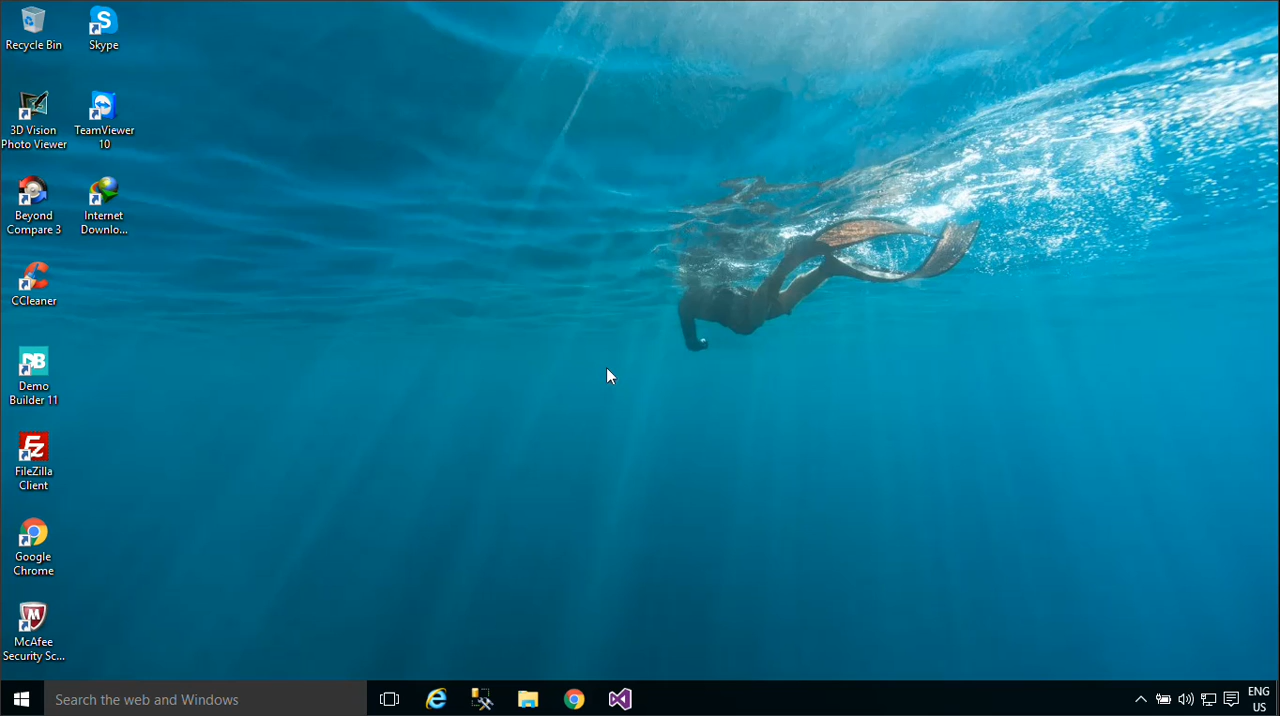 Recycle Bin
Skype
3D Vision
Photo Viewer
TeamViewer
10
Beyond
Compare 3
Internet
Downlo...
CCleaner
DB
Demo
Builder 11
FileZilla
Client
Google
Chrome
McAfee
Security Sc...
Search the web and Windows
ENG
US